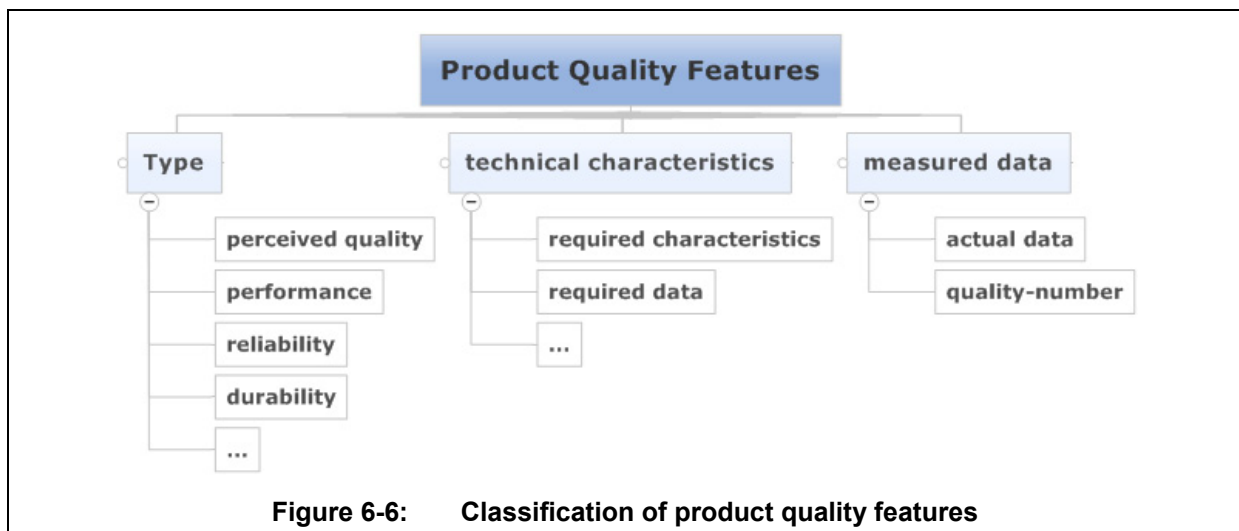 Product Quality Features
Type
technical characteristics
measured data
perceived quality
performance
reliability
durability
...
required characteristics
required data
...
actual data
quality-number
Figure 6-6: Classification of product quality features